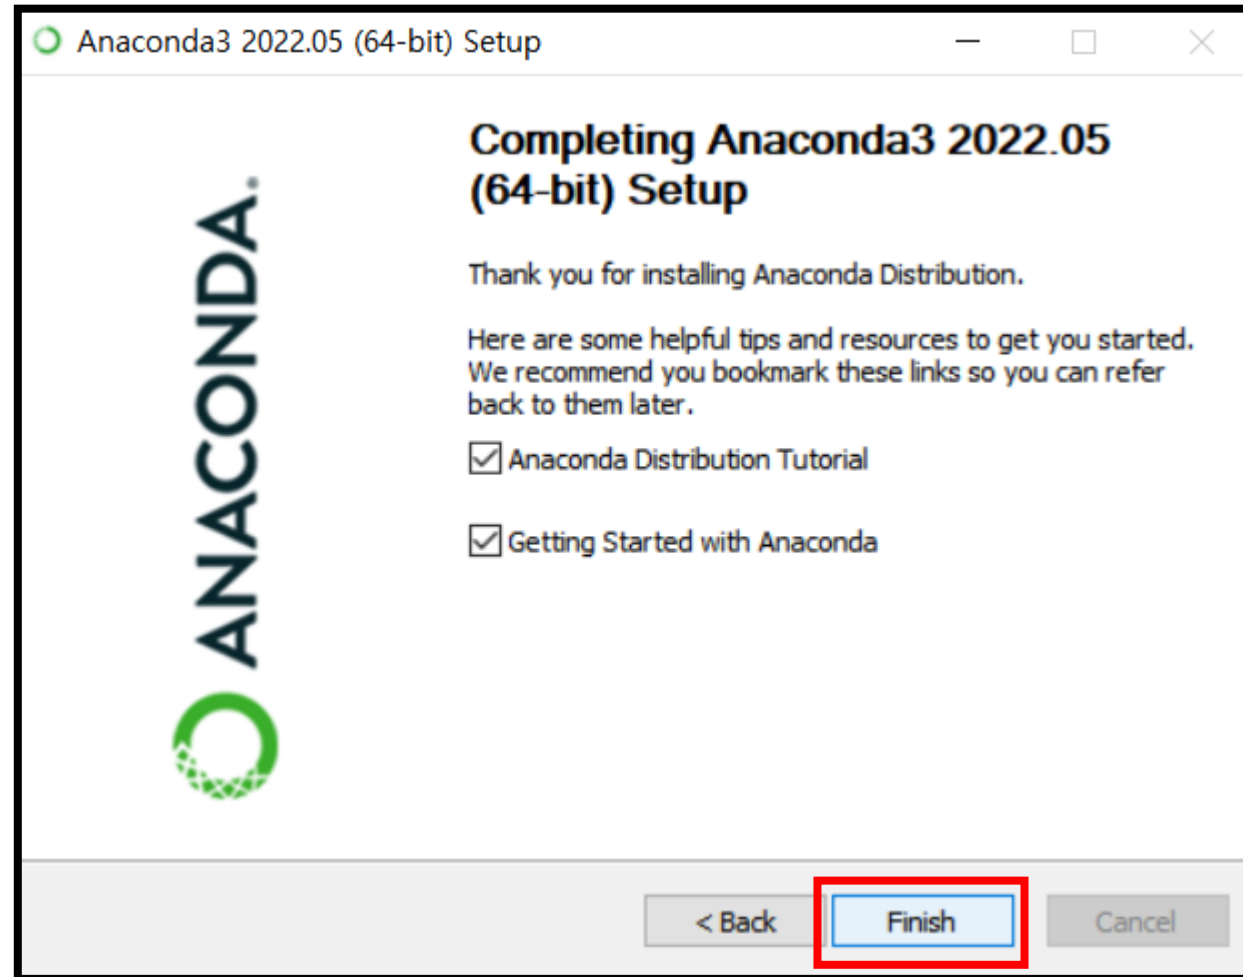 Anaconda3 2022.05 (64-bit) Setup
ANACONDA.
Completing Anaconda3 2022.05
(64-bit) Setup
Thank you for installing Anaconda Distribution.
Here are some helpful tips and resources to get you started.
We recommend you bookmark these links so you can refer
back to them later.
Anaconda Distribution Tutorial
Getting Started with Anaconda
< Back
Finish
Cancel